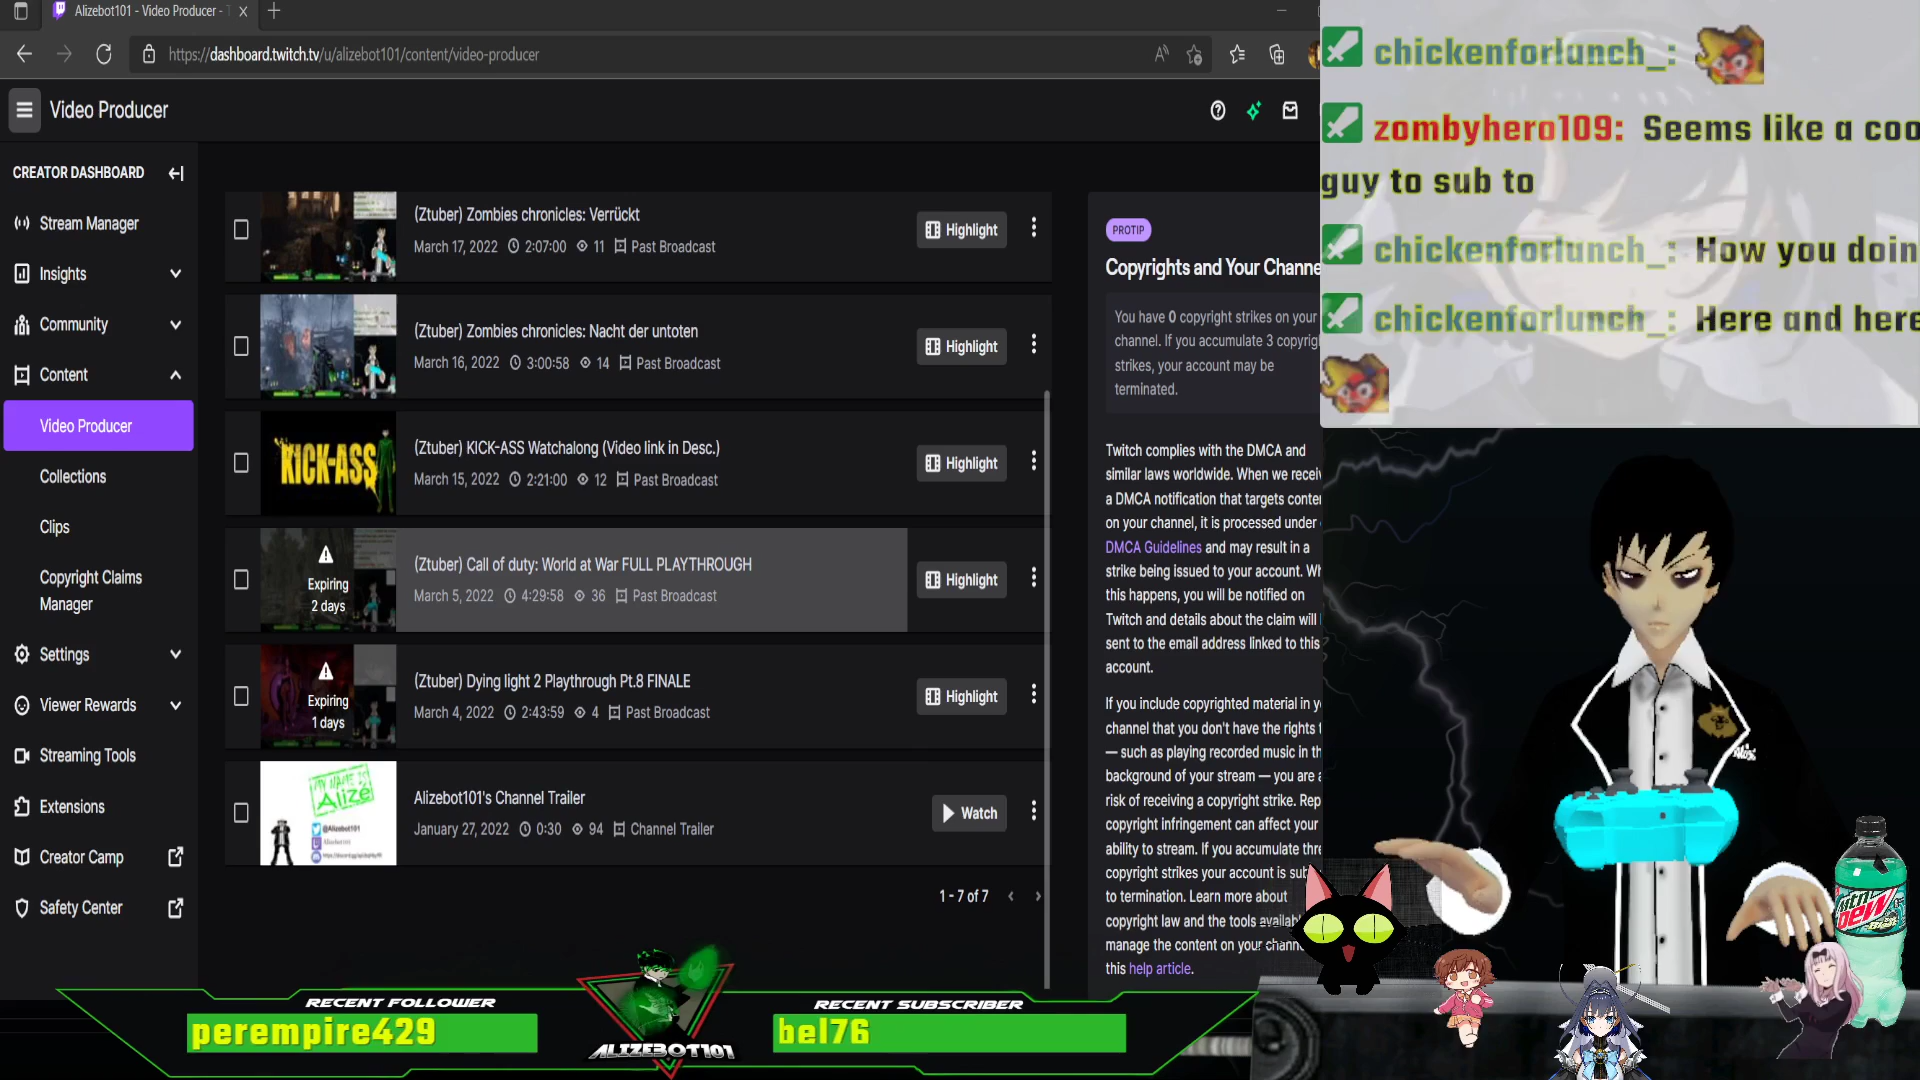 Alizebot101 - Video Producer - T
https://dashboard.twitch.tv/u/alizebot101/content/video-producer
Video Producer
CREATOR DASHBOARD
Stream Manager
Insights
Community
Content
Video Producer
Collections
Clips
Copyright Claims
Manager
Settings
Viewer Rewards
Streaming Tools
Extensions
Creator Camp
Safety Center
(Ztuber) Zombies chronicles: Verrückt
March 17, 2022 2:07:00 11 Past Broadcast
Highlight
(Ztuber) Zombies chronicles: Nacht der untoten
March 16, 2022 3:00:58 14 Past Broadcast
Highlight
KICK-ASS
(Ztuber) KICK-ASS Watchalong (Video link in Desc.)
March 15, 2022 2:21:00 12 Past Broadcast
Highlight
Expiring
2 days
(Ztuber) Call of duty: World at War FULL PLAYTHROUGH
March 5, 2022 4:29:58 36 Past Broadcast
Highlight
Expiring
1 days
(Ztuber) Dying light 2 Playthrough Pt.8 FINALE
March 4, 2022 2:43:59 4 Past Broadcast
Highlight
MY NAME IS
Alizé
@Alizebot101
Alizebot101's Channel Trailer
January 27, 2022 0:30 94 Channel Trailer
Watch
1 - 7 of 7
PROTIP
Copyrights and Your Channe
You have 0 copyright strikes on your
channel. If you accumulate 3 copyrig
strikes, your account may be
terminated.
Twitch complies with the DMCA and
similar laws worldwide. When we receiv
a DMCA notification that targets conte
on your channel, it is processed under
DMCA Guidelines and may result in a
strike being issued to your account. Wh
this happens, you will be notified on
Twitch and details about the claim will
sent to the email address linked to this
account.
If you include copyrighted material in y
channel that you don't have the rights t
— such as playing recorded music in th
background of your stream — you are a
risk of receiving a copyright strike. Rep
copyright infringement can affect your
ability to stream. If you accumulate thre
copyright strikes your account is sub
to termination. Learn more about
copyright law and the tools availab
manage the content on your chann
this help article.
chickenforlunch_:
zombyhero109: Seems like a coo
guy to sub to
chickenforlunch_: How you doin
chickenforlunch_: Here and here
MTN
DEW
RECENT FOLLOWER
perempire429
ALIZEBOT101
RECENT SUBSCRIBER
bel76